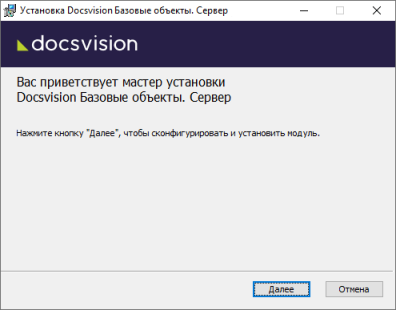 Установка Docsvision Базовые объекты. Сервер
docsvision
Вас приветствует мастер установки
Docsvision Базовые объекты. Сервер
Нажмите кнопку "Далее", чтобы сконфигурировать и установить модуль.
Далее
Отмена